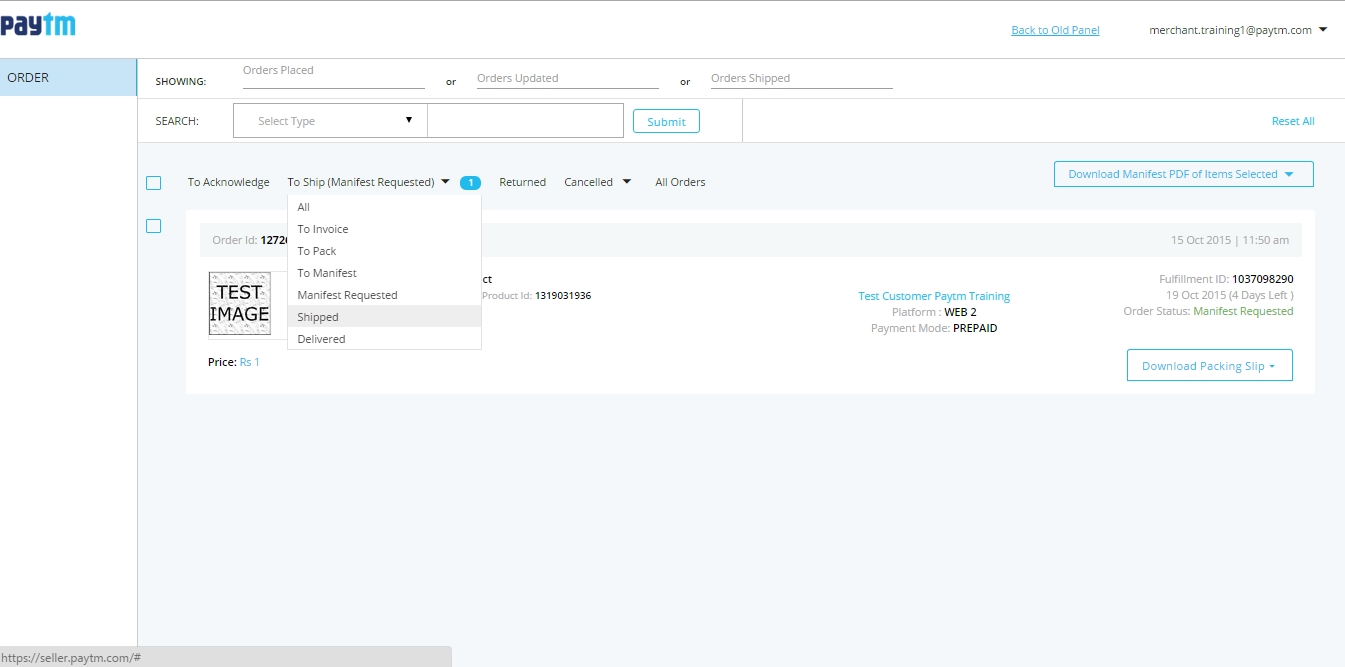 paytm
Back to Old Panel
merchant.training1@paytm.com
ORDER
SHOWING:
Orders Placed
or
Orders Updated
or
Orders Shipped
SEARCH:
Select Type
Submit
Reset All
To Acknowledge
To Ship (Manifest Requested)
1
Returned
Cancelled
All Orders
Download Manifest PDF of Items Selected
All
To Invoice
To Pack
To Manifest
Manifest Requested
Shipped
Delivered
Order Id:
15 Oct 2015 | 11:50 am
TEST
IMAGE
Product Id: 1319031936
Price: Rs 1
Test Customer Paytm Training
Platform : WEB 2
Payment Mode: PREPAID
Fulfillment ID: 1037098290
19 Oct 2015 (4 Days Left )
Order Status: Manifest Requested
Download Packing Slip
https://seller.paytm.com/#